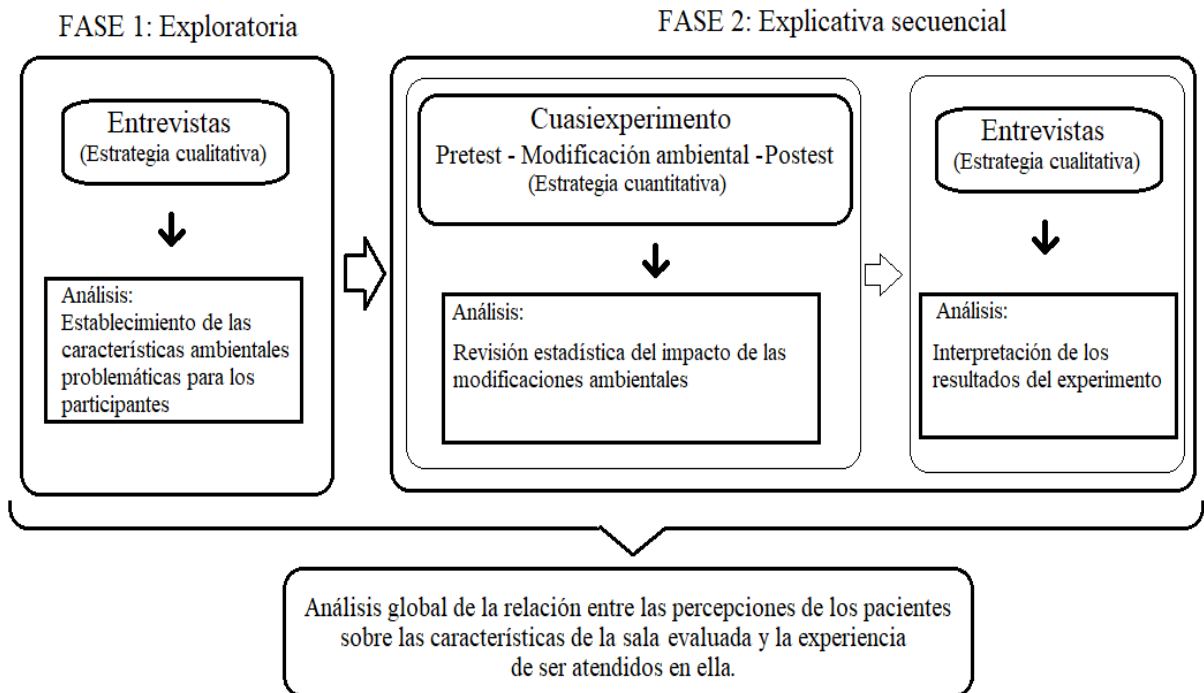 FASE 1: Exploratoria
Entrevistas
(Estrategia cualitativa)
Análisis:
Establecimiento de las
características ambientales
problemáticas para los
participantes
FASE 2: Explicativa secuencial
Cuasiexperimento
Pretest - Modificación ambiental -Postest
(Estrategia cuantitativa)
Análisis:
Revisión estadística del impacto de las
modificaciones ambientales
Entrevistas
(Estrategia cualitativa)
Análisis:
Interpretación de los
resultados del experimento
Análisis global de la relación entre las percepciones de los pacientes
sobre las características de la sala evaluada y la experiencia
de ser atendidos en ella.